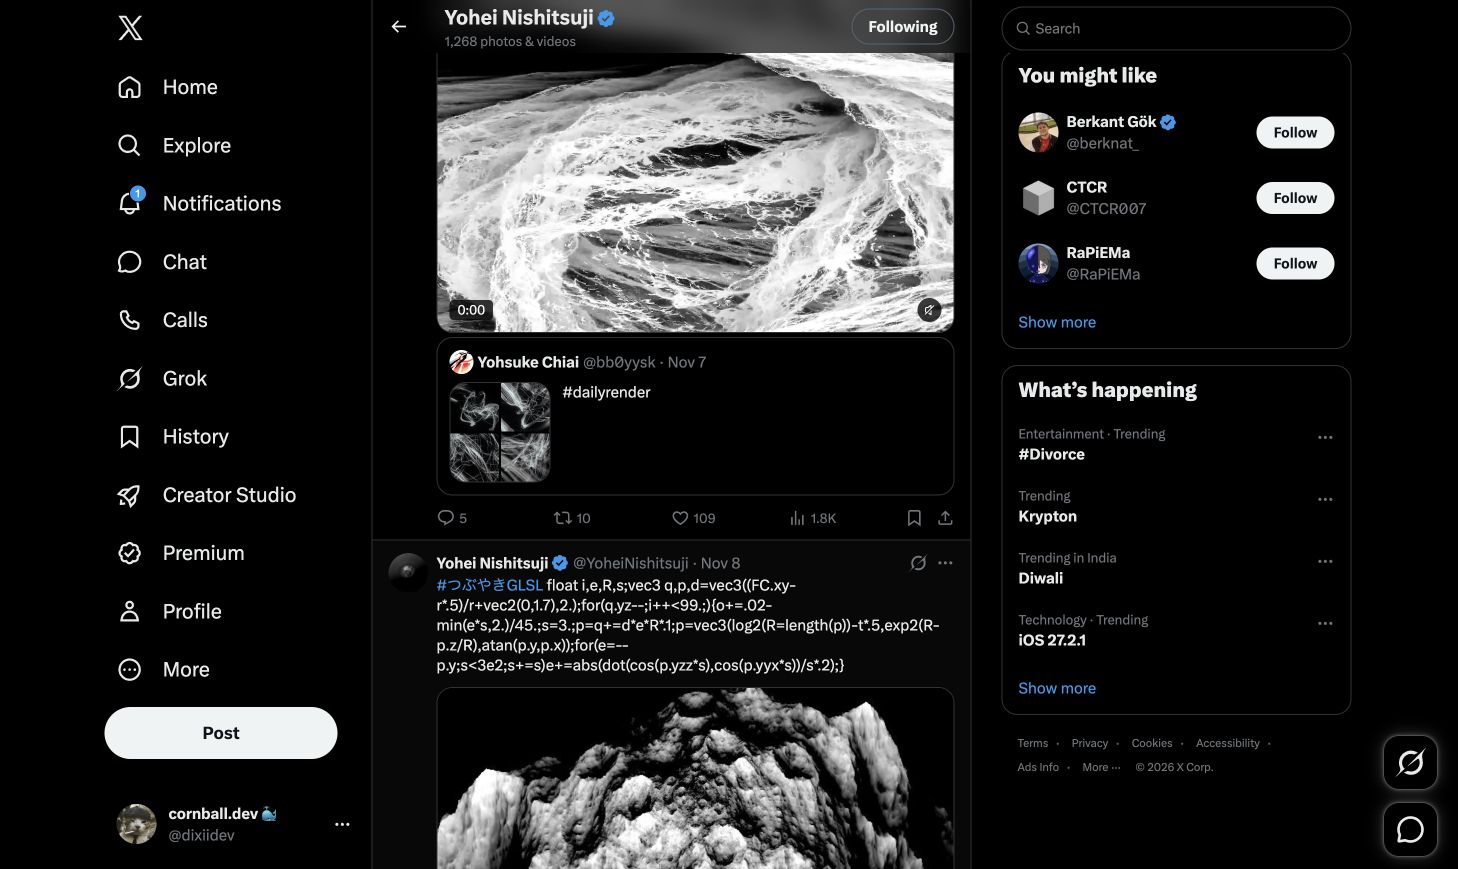 Home
Explore
1
Notifications
Chat
Calls
Grok
History
Creator Studio
Premium
Profile
More
Post
cornball.dev
@dixiidev
Yohei Nishitsuji
1,268 photos & videos
Following
0:00
Yohsuke Chiai @bb0yysk · Nov 7
#dailyrender
5
10
109
1.8K
Yohei Nishitsuji @YoheiNishitsuji · Nov 8
#つぶやきGLSL float i,e,R,s;vec3 q,p,d=vec3((FC.xy-
r*.5)/r+vec2(0,1.7),2.);for(q.yz--;i++<99.;){o+=.02-
min(e*s,2.)/45.;s=3.;p=q+=d*e*R*.1;p=vec3(log2(R=length(p))-t*.5,exp2(R-
p.z/R),atan(p.y,p.x));for(e=--
p.y;s<3e2;s+=s)e+=abs(dot(cos(p.yzz*s),cos(p.yyx*s))/s*.2);}
Search
You might like
Berkant Gök
@berknat_
Follow
CTCR
@CTCR007
Follow
RaPiEMa
@RaPiEMa
Follow
Show more
What's happening
Entertainment · Trending
#Divorce
Trending
Krypton
Trending in India
Diwali
Technology · Trending
iOS 27.2.1
Show more
Terms · Privacy · Cookies · Accessibility ·
Ads Info · More ··· © 2026 X Corp.